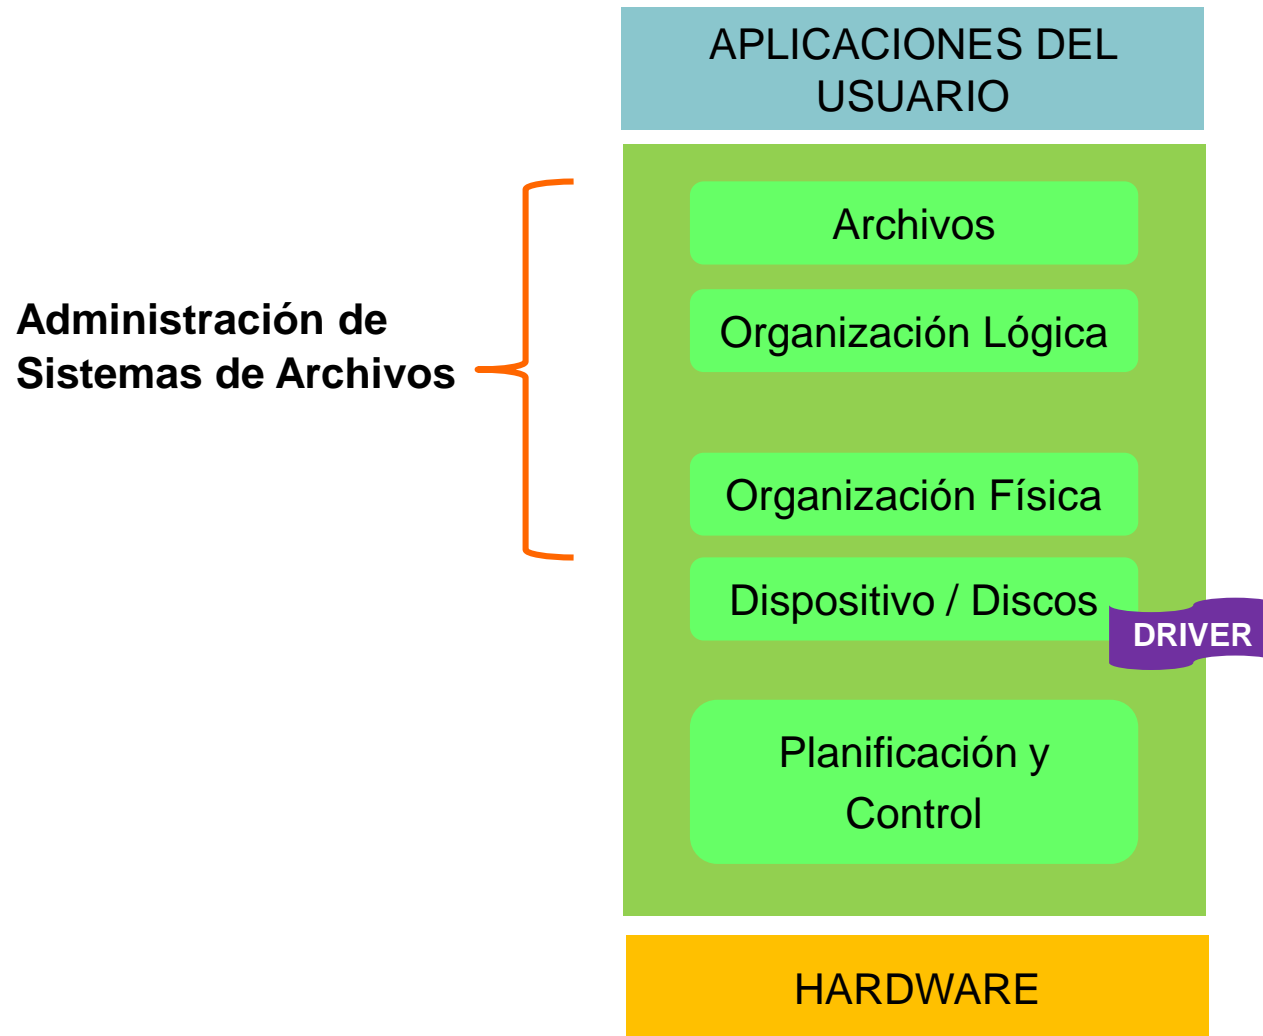 APLICACIONES DEL
USUARIO
Archivos
Organización Lógica
Administración de
Sistemas de Archivos
Organización Física
Dispositivo / Discos
DRIVER
Planificación y
Control
HARDWARE